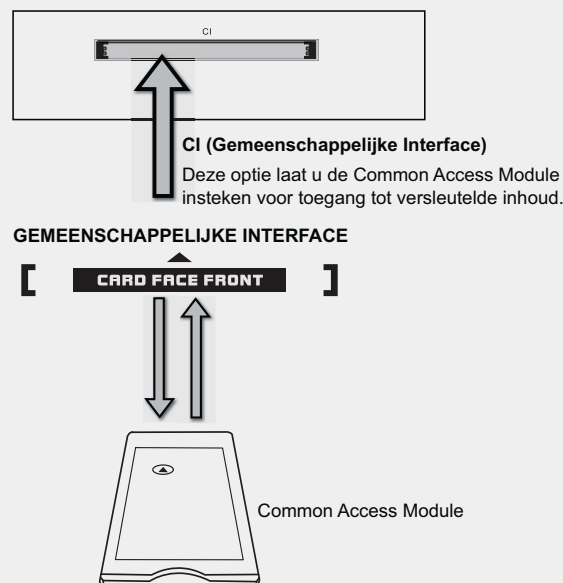 CI
CI (Gemeenschappelijke Interface)
Deze optie laat u de Common Access Module
insteken voor toegang tot versleutelde inhoud.
GEMEENSCHAPPELIJKE INTERFACE
[ CARD FACE FRONT ]
Common Access Module